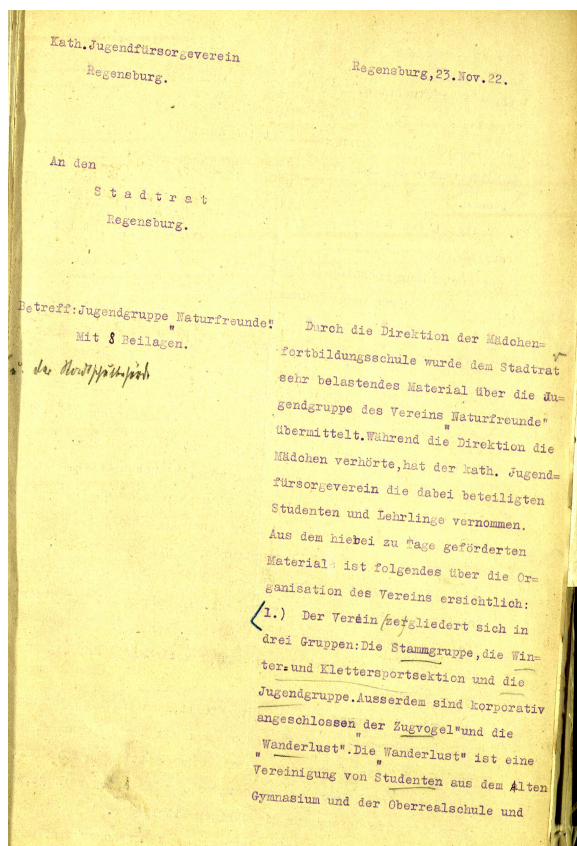 Kath.Jugendfürsorgeverein
Regensburg.
Regensburg,23.Nov.22.
An den
S t a d t r a t
Regensburg.
Betreff:Jugendgruppe „Naturfreunde".
Mit 8 Beilagen.
u. der
Durch die Direktion der Mädchen=
fortbildungsschule wurde dem Stadtrat
sehr belastendes Material über die Ju=
gendgruppe des Vereins „Naturfreunde"
übermittelt.Während die Direktion die
Mädchen verhörte,hat der kath. Jugend=
fürsorgeverein die dabei beteiligten
Studenten und Lehrlinge vernommen.
Aus dem hiebei zu Tage geförderten
Material ist folgendes über die Or=
ganisation des Vereins ersichtlich:
1.) Der Verein zergliedert sich in
drei Gruppen:Die Stammgruppe,die Win=
ter=und Klettersportsektion und die
Jugendgruppe.Ausserdem sind korporativ
angeschlossen der „Zugvogel"und die
„Wanderlust".Die „Wanderlust" ist eine
Vereinigung von Studenten aus dem Alten
Gymnasium und der Oberrealschule und